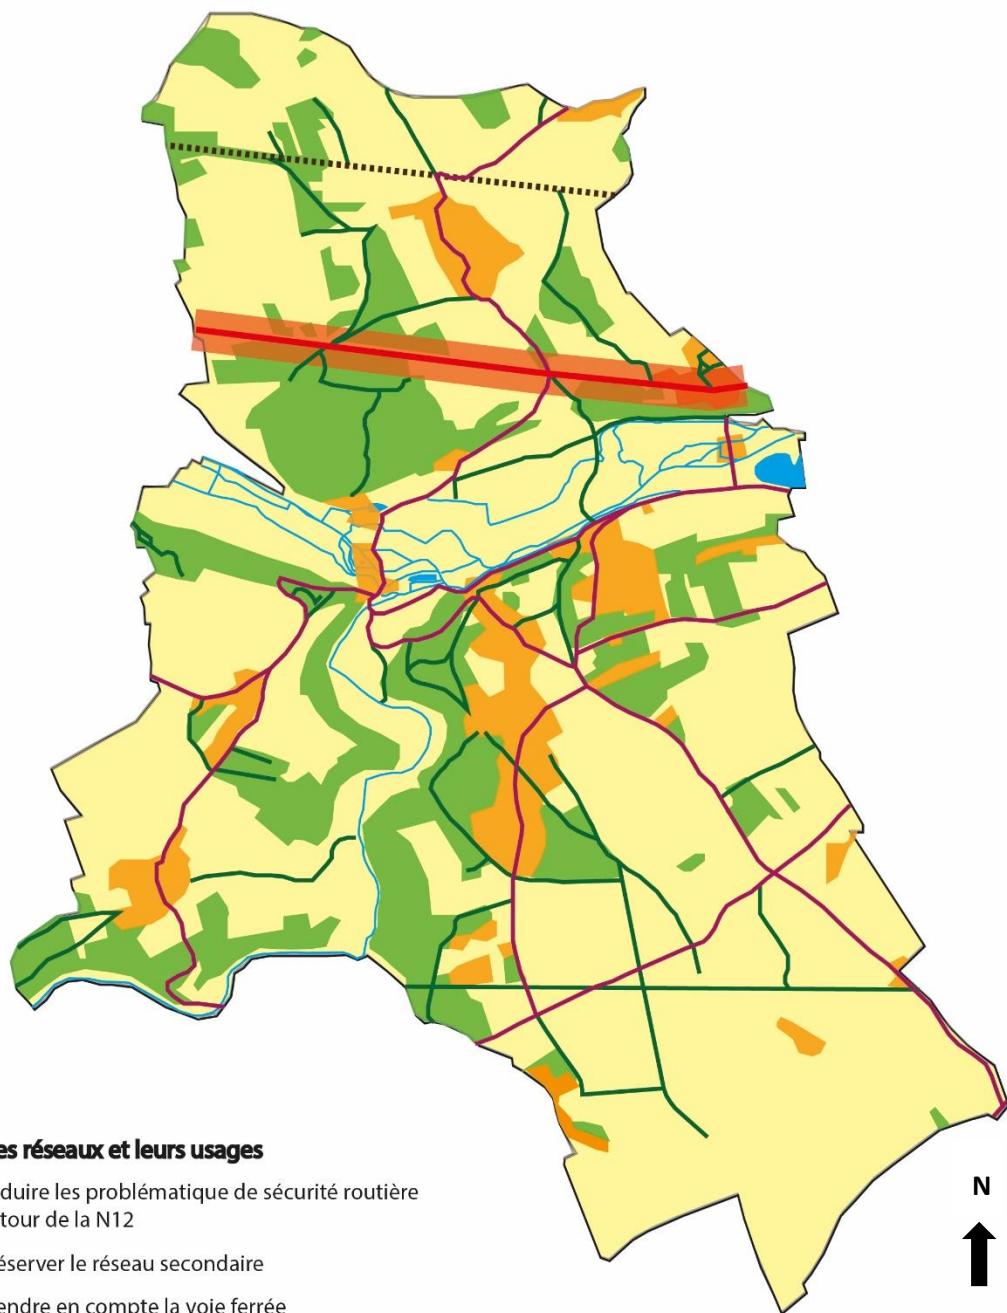 es réseaux et leurs usages
duire les problématique de sécurité routière
tour de la N12
éserver le réseau secondaire
endre en compte la voie ferrée
N